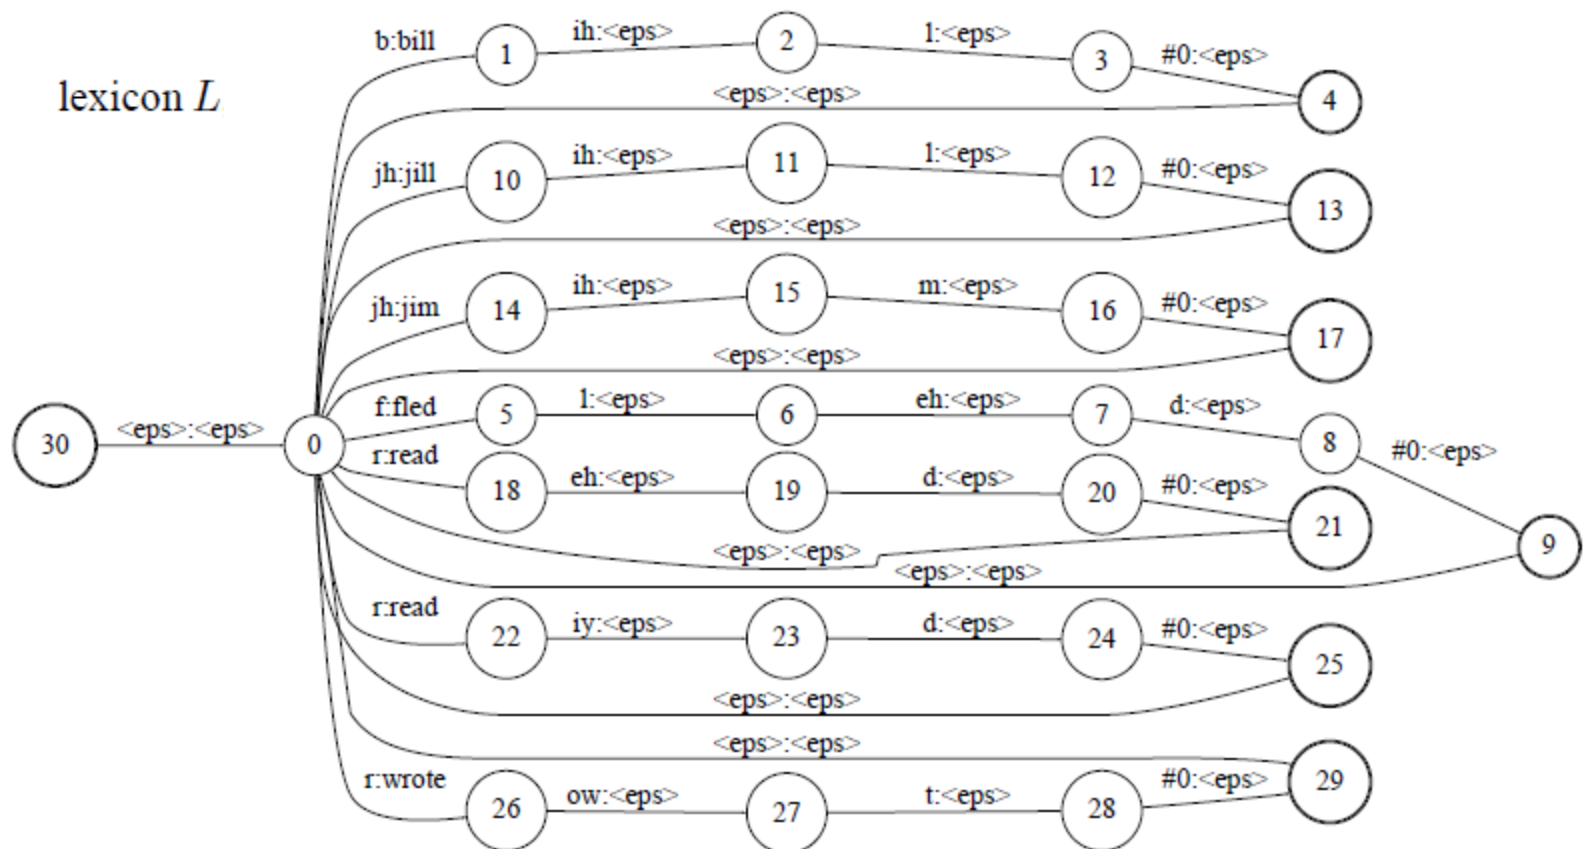 b:bill 1 ih:<eps> 2 l:<eps> 3 #0:<eps> 4
lexicon L
<eps>:<eps>
jh:jill 10 ih:<eps> 11 l:<eps> 12 #0:<eps> 13
<eps>:<eps>
jh:jim 14 ih:<eps> 15 m:<eps> 16 #0:<eps> 17
<eps>:<eps>
30 <eps>:<eps> 0 f:fled 5 l:<eps> 6 eh:<eps> 7 d:<eps> 8 #0:<eps> 9
r:read 18 eh:<eps> 19 d:<eps> 20 #0:<eps> 21
<eps>:<eps>
<eps>:<eps>
r:read 22 iy:<eps> 23 d:<eps> 24 #0:<eps> 25
<eps>:<eps>
<eps>:<eps>
r:wrote 26 ow:<eps> 27 t:<eps> 28 #0:<eps> 29